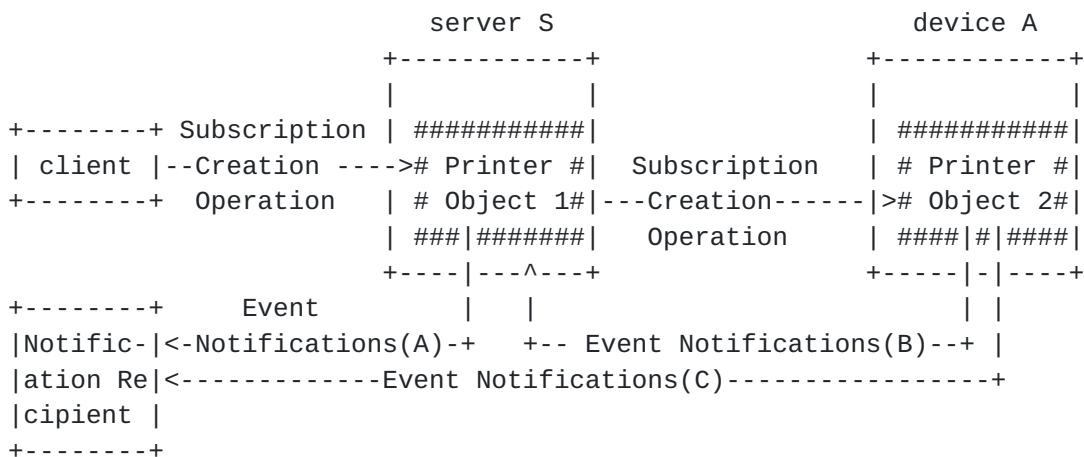 server S                       device A
                        +------------+                 +------------+
                        |            |                 |            |
+--------+ Subscription | ###########|                 | ###########|
| client |--Creation ----># Printer #|  Subscription   | # Printer #|
+--------+  Operation   | # Object 1#|---Creation------|># Object 2#|
                        | ###|#######|   Operation     | ####|#|####|
                        +----|---^---+                 +-----|-|----+
+--------+     Event         |   |                           | |
|Notific-|<-Notifications(A)-+   +-- Event Notifications(B)--+ |
|ation Re|<-------------Event Notifications(C)-----------------+
|cipient |
+--------+